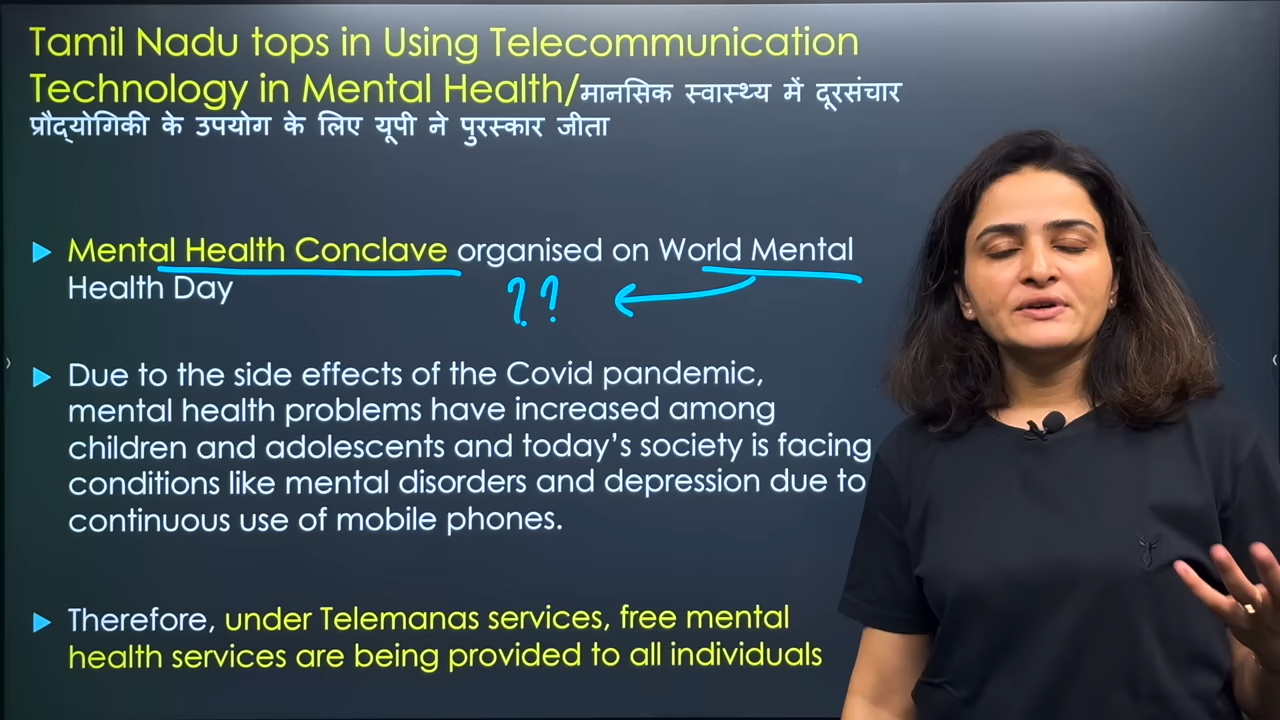 Tamil Nadu tops in Using Telecommunication
Technology in Mental Health/मानसिक स्वास्थ्य में दूरसंचार
प्रौद्योगिकी के उपयोग के लिए यूपी ने पुरस्कार जीता
Mental Health Conclave organised on World Mental
Health Day
??
Due to the side effects of the Covid pandemic,
mental health problems have increased among
children and adolescents and today’s society is facing
conditions like mental disorders and depression due to
continuous use of mobile phones.
Therefore, under Telemanas services, free mental
health services are being provided to all individuals